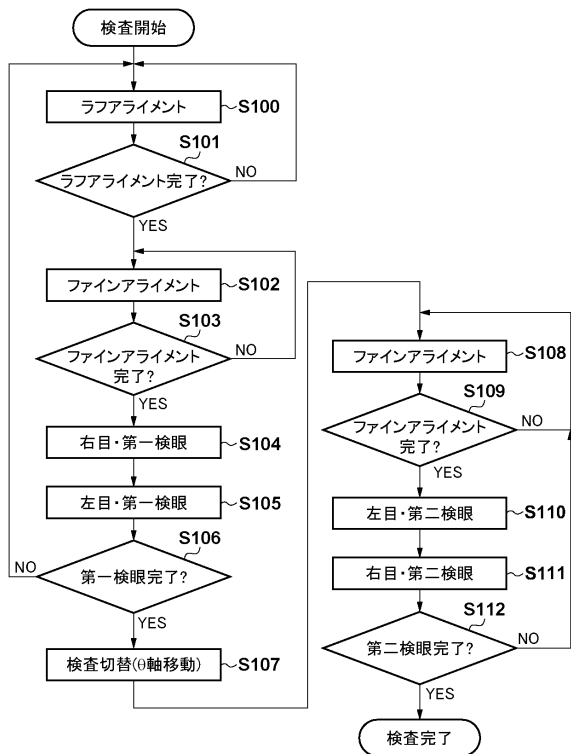 検査開始
ラフアライメント
S100
S101
ラフアライメント完了?
NO
YES
ファインアライメント
S102
S103
ファインアライメント
完了?
NO
YES
右目・第一検眼
S104
左目・第一検眼
S105
S106
NO
第一検眼完了?
YES
検査切替(θ軸移動)
S107
ファインアライメント
S108
S109
ファインアライメント
完了?
NO
YES
左目・第二検眼
S110
右目・第二検眼
S111
S112
第二検眼完了?
NO
YES
検査完了